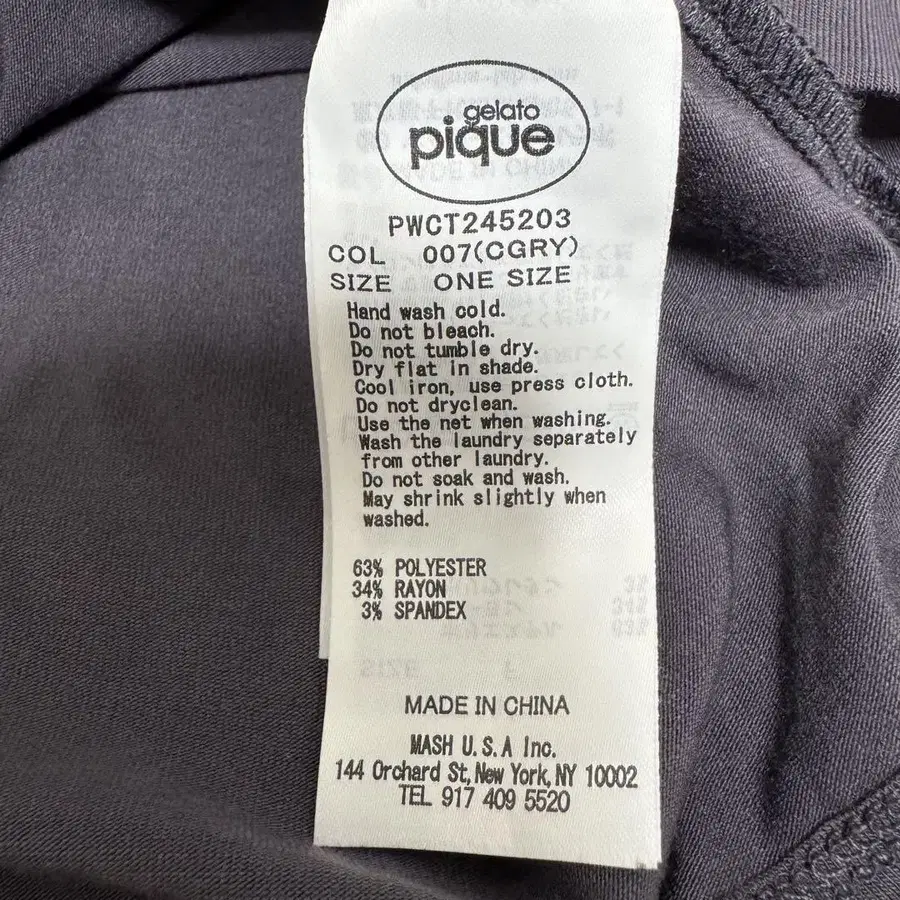 gelato
pique
PWCT245203
COL 007(CGRY)
SIZE ONE SIZE
Hand wash cold.
Do not bleach.
Do not tumble dry.
Dry flat in shade.
Cool iron, use press cloth.
Do not dryclean.
Use the net when washing.
Wash the laundry separately
from other laundry.
Do not soak and wash.
May shrink slightly when
washed.
63% POLYESTER
34% RAYON
3% SPANDEX
MADE IN CHINA
MASH U.S.A Inc.
144 Orchard St, New York, NY 10002
TEL 917 409 5520